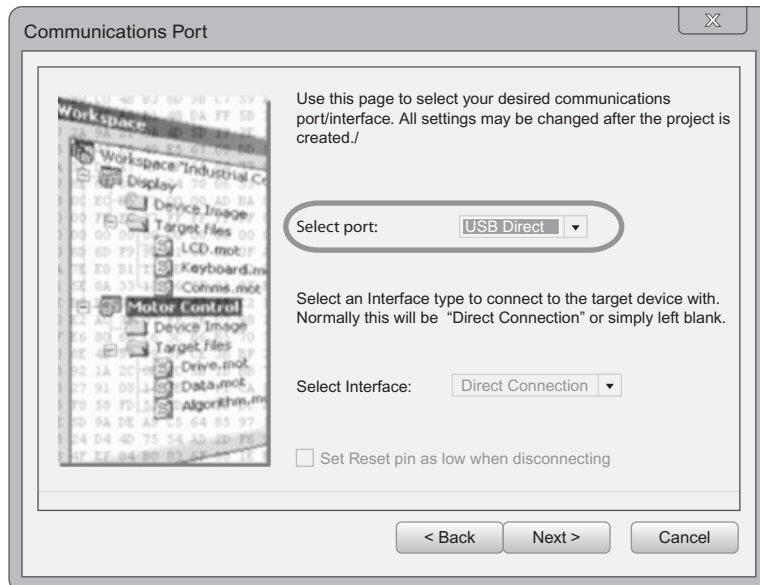 Communications Port
X
Use this page to select your desired communications
port/interface. All settings may be changed after the project is
created./
Workspace
Workspace "Industrial Co
Display
Device Image
Target files
LCD.mot
Keyboard.m
Comms.mot
Motor Control
Device Image
Target files
Drive.mot
Data.mot
Algorithm.m
Select port:
USB Direct
Select an Interface type to connect to the target device with.
Normally this will be “Direct Connection” or simply left blank.
Select Interface:
Direct Connection
Set Reset pin as low when disconnecting
< Back
Next >
Cancel